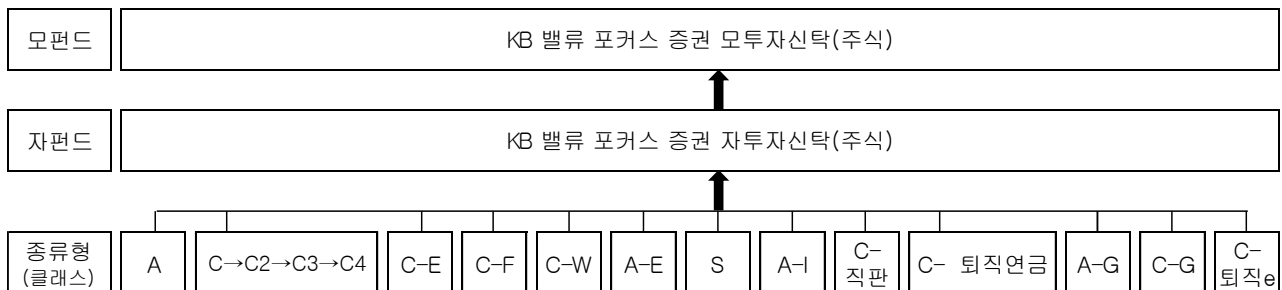 모펀드
KB 밸류 포커스 증권 모투자신탁(주식)
자펀드
KB 밸류 포커스 증권 자투자신탁(주식)
종류형
(클래스)
A
C→C2→C3→C4
C-E
C-F
C-W
A-E
S
A-I
C-
직판
C- 퇴직연금
A-G
C-G
C-
퇴직e